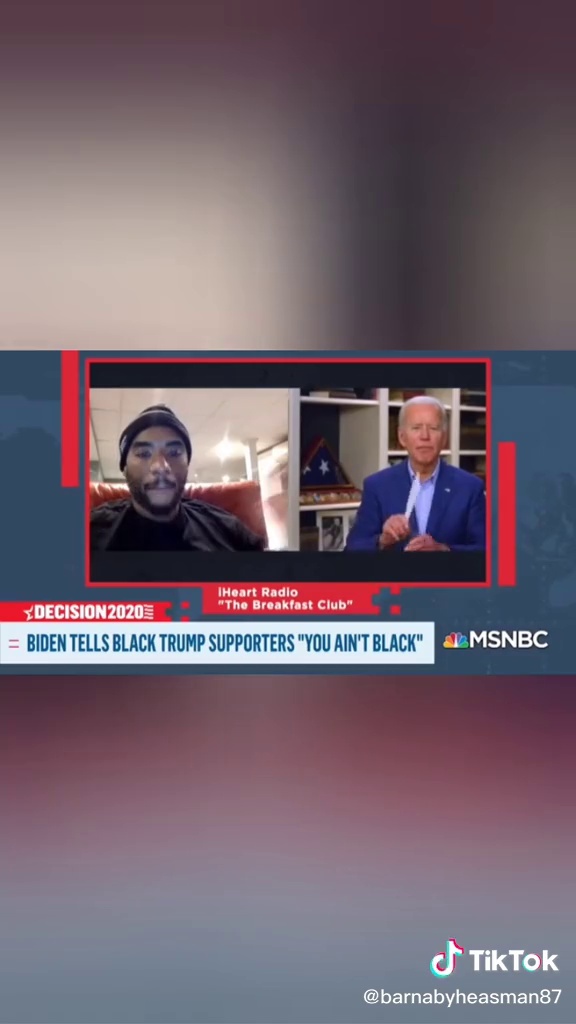 iHeart Radio
"The Breakfast Club"
DECISION2020
BIDEN TELLS BLACK TRUMP SUPPORTERS "YOU AIN'T BLACK"
MSNBC
TikTok
@barnabyheasman87